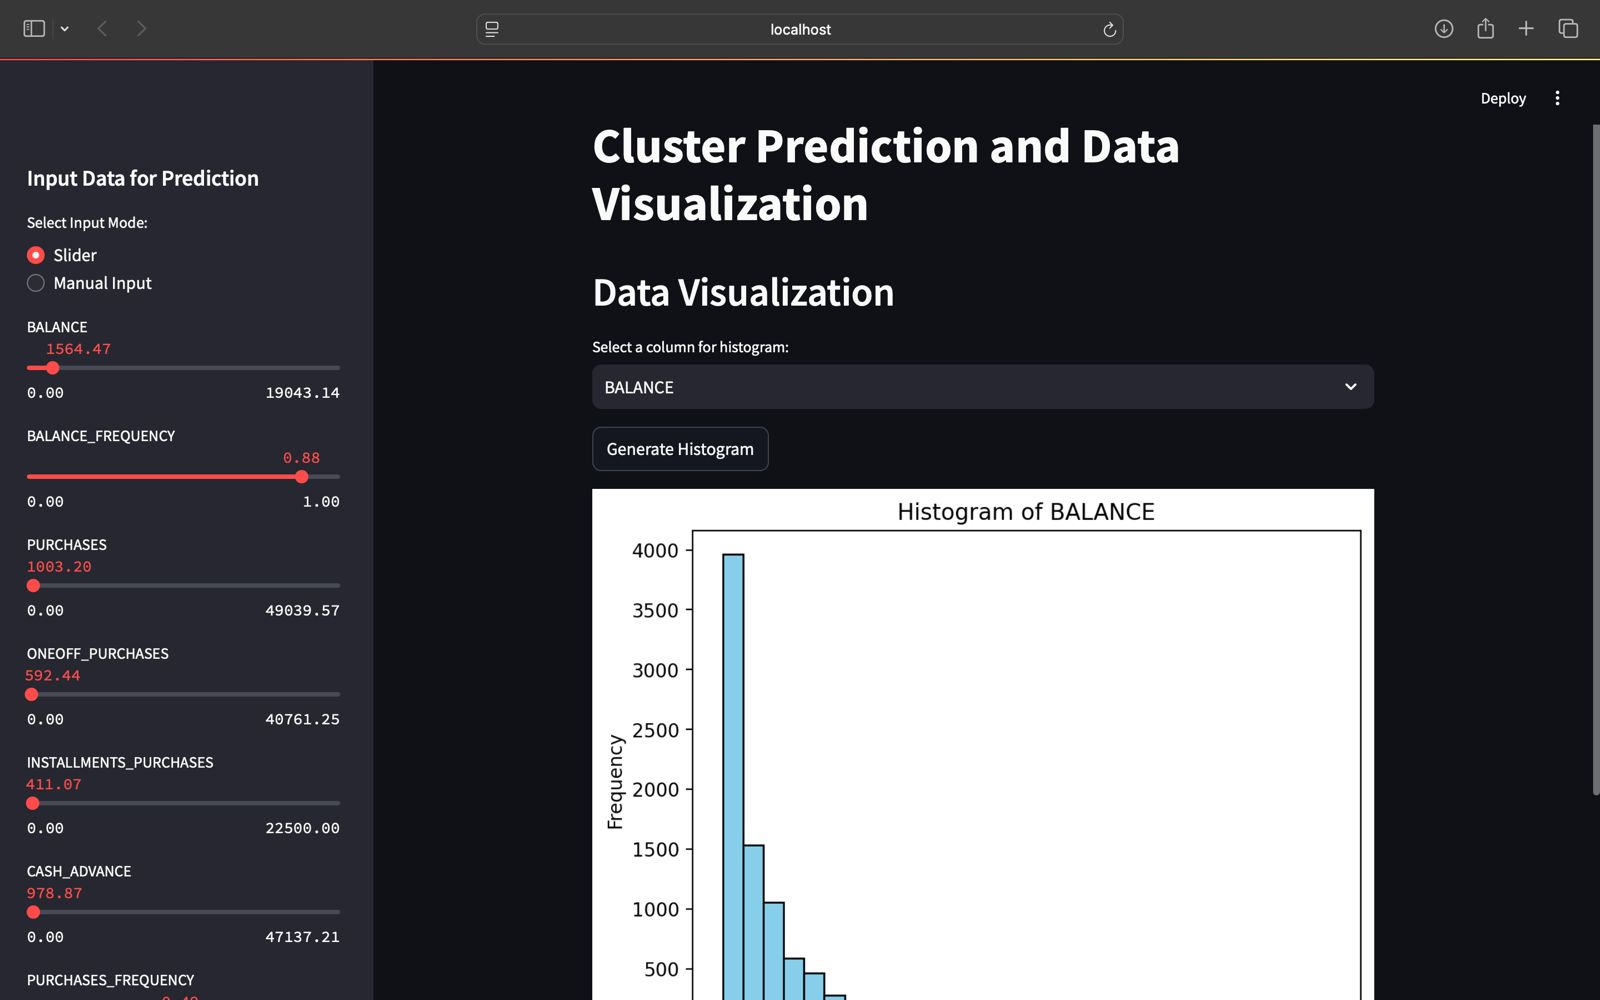 localhost
Deploy
Input Data for Prediction
Select Input Mode:
Slider
Manual Input
BALANCE
1564.47
0.00 19043.14
BALANCE_FREQUENCY
0.88
0.00 1.00
PURCHASES
1003.20
0.00 49039.57
ONEOFF_PURCHASES
592.44
0.00 40761.25
INSTALLMENTS_PURCHASES
411.07
0.00 22500.00
CASH_ADVANCE
978.87
0.00 47137.21
PURCHASES_FREQUENCY
Cluster Prediction and Data
Visualization
Data Visualization
Select a column for histogram:
BALANCE
Generate Histogram
Histogram of BALANCE
4000
3500
3000
2500
2000
1500
1000
500
Frequency